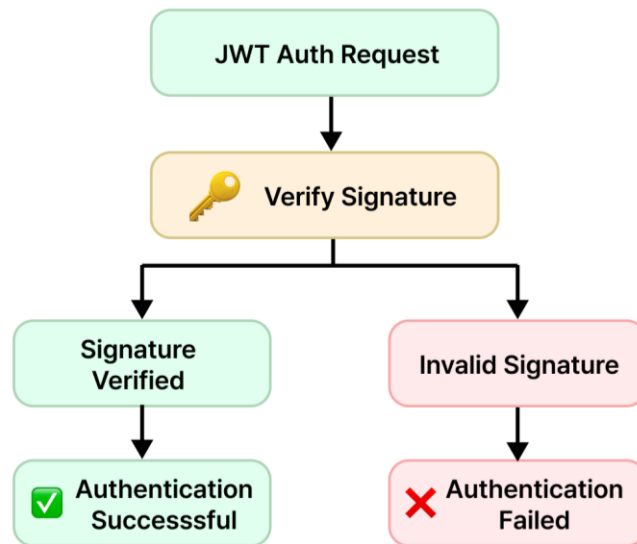 JWT Auth Request
Verify Signature
Signature
Verified
Invalid Signature
Authentication
Successsful
Authentication
Failed